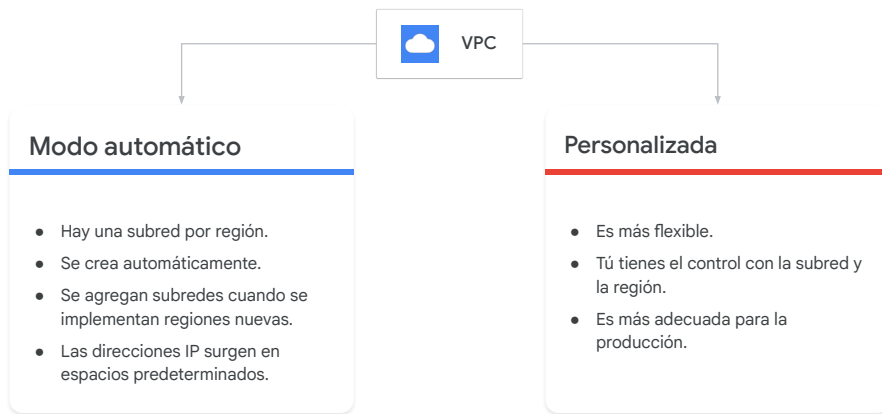 VPC
Modo automático
● Hay una subred por región.
● Se crea automáticamente.
● Se agregan subredes cuando se
implementan regiones nuevas.
● Las direcciones IP surgen en
espacios predeterminados.
Personalizada
● Es más flexible.
● Tú tienes el control con la subred y
la región.
● Es más adecuada para la
producción.